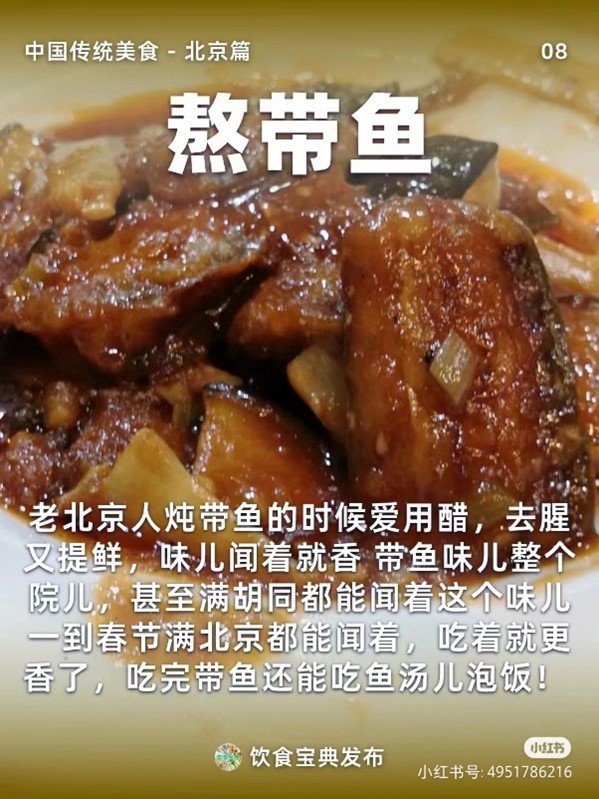 中国传统美食 - 北京篇
08
熬带鱼
老北京人炖带鱼的时候爱用醋，去腥
又提鲜，味儿闻着就香 带鱼味儿整个
院儿，甚至满胡同都能闻着这个味儿
一到春节满北京都能闻着，吃着就更
香了，吃完带鱼还能吃鱼汤儿泡饭！
饮食宝典发布
小红书
小红书号: 4951786216